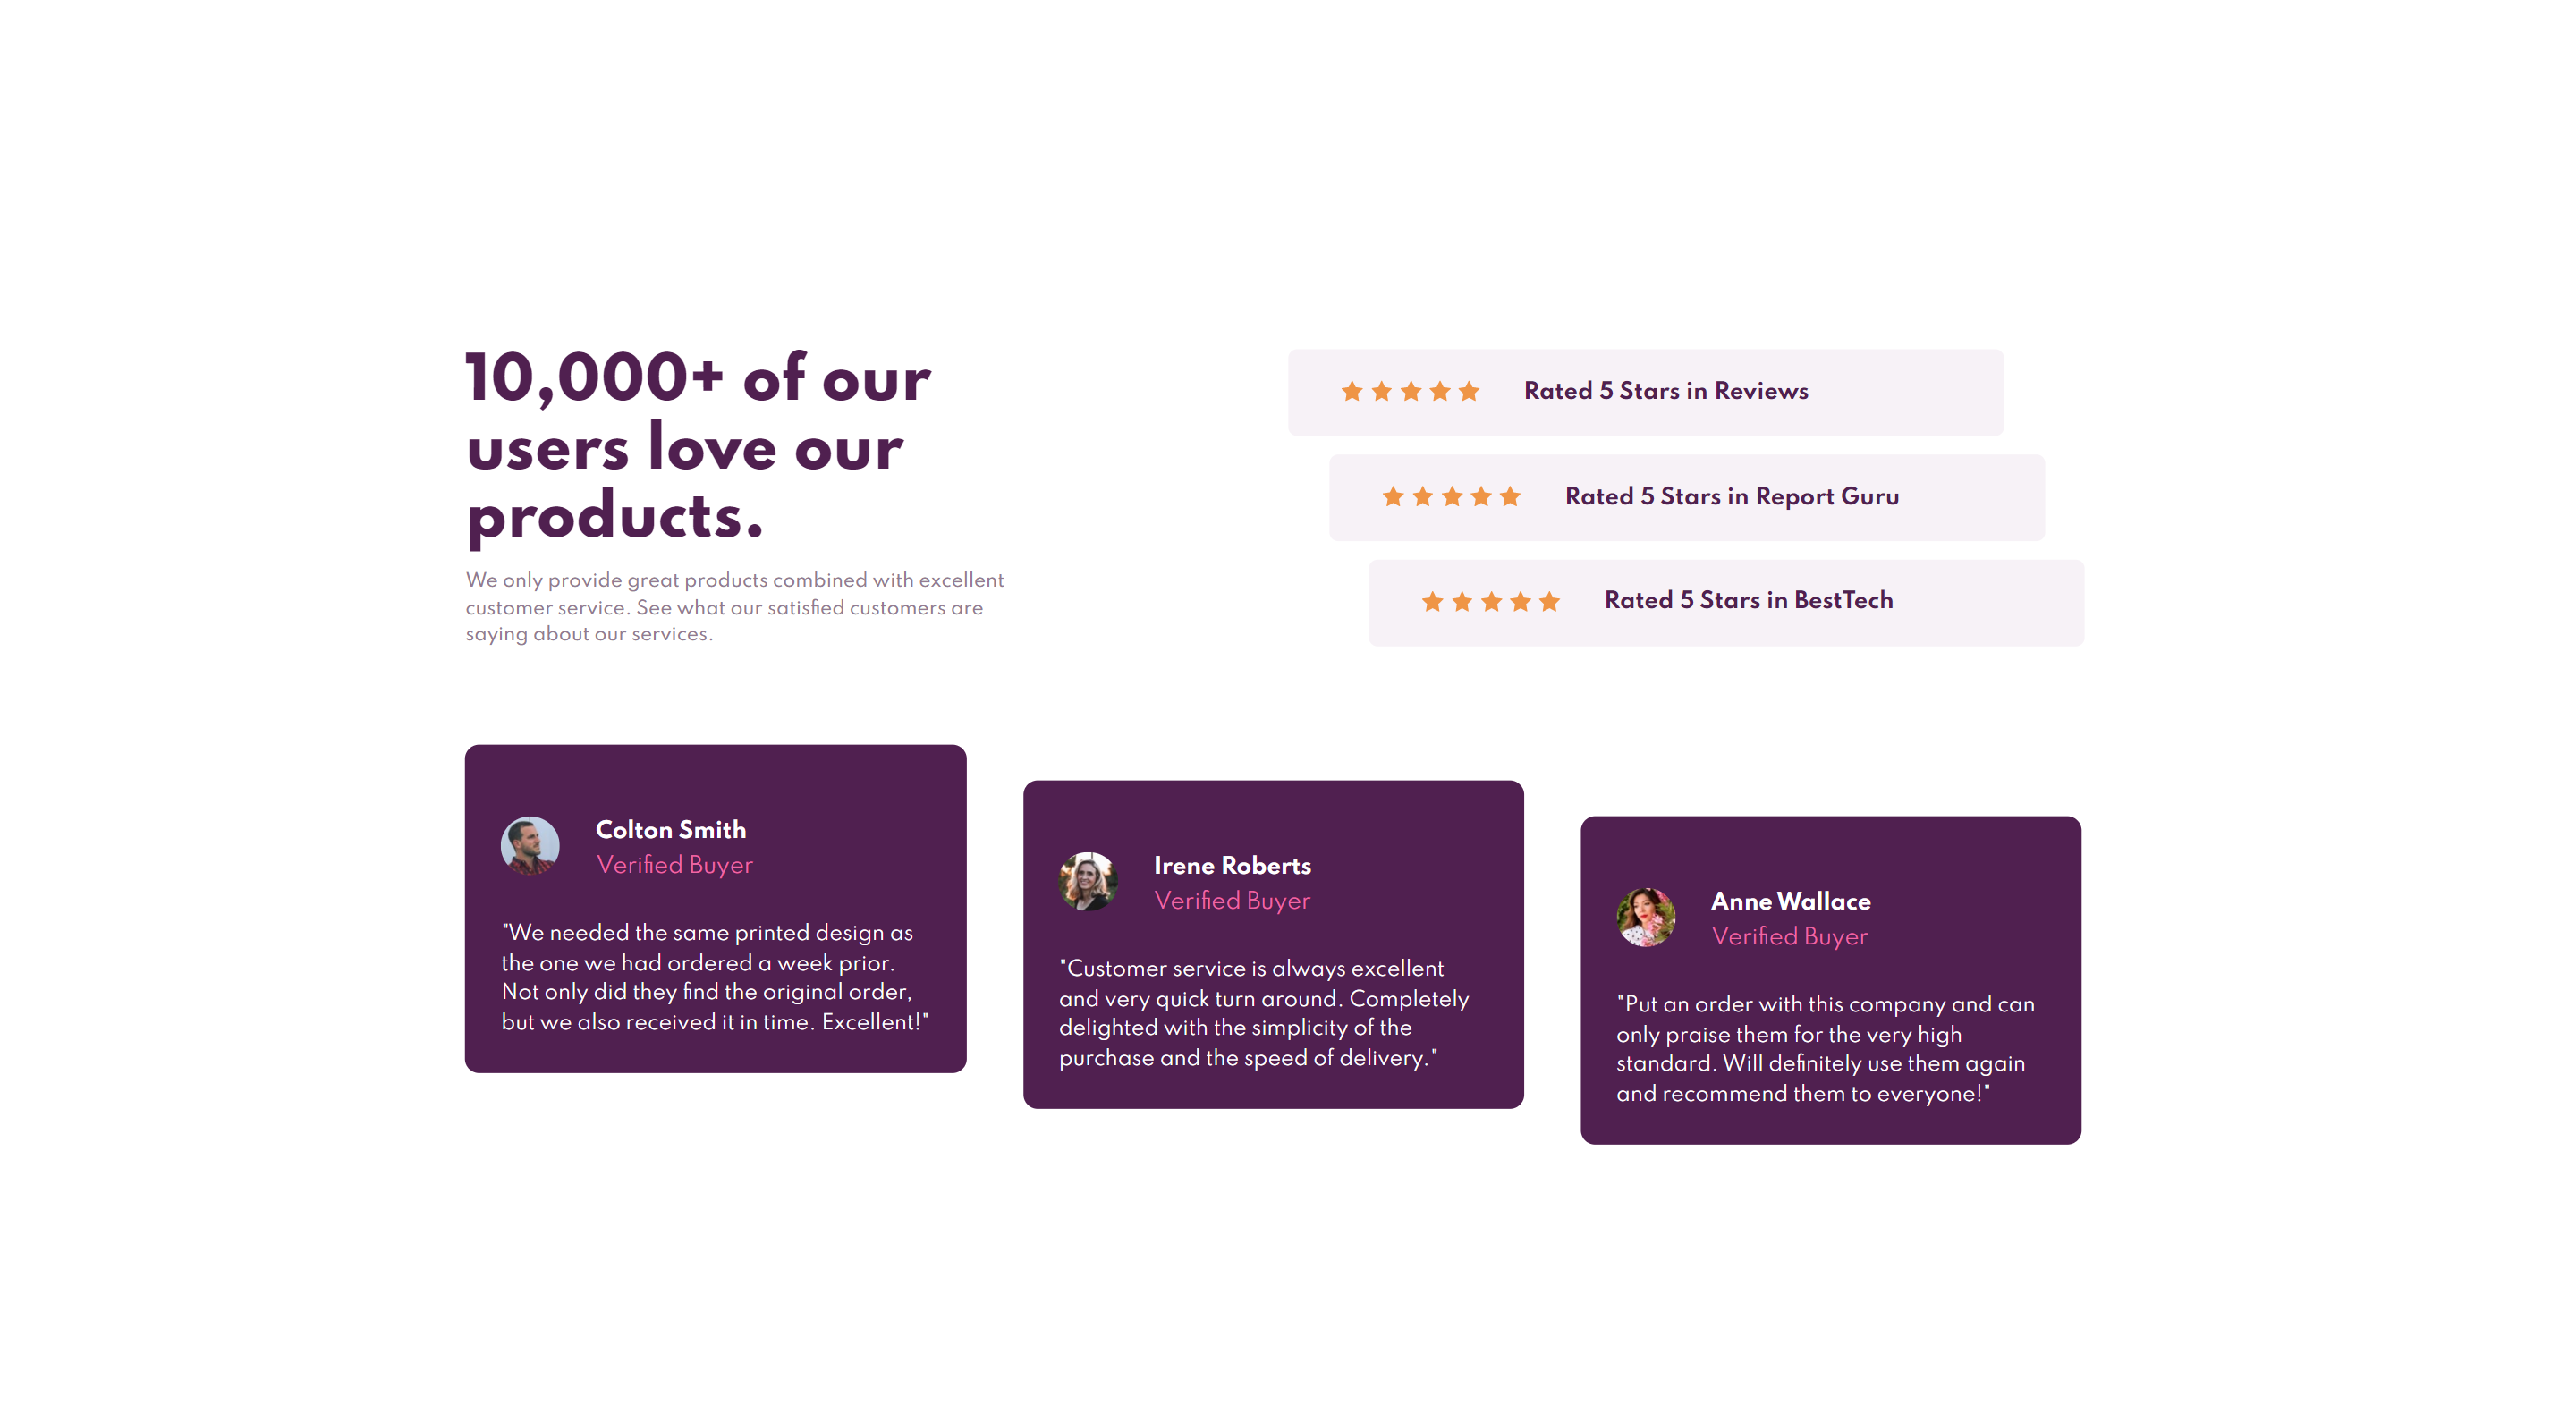 10,000+ of our
users love our
products.
We only provide great products combined with excellent
customer service. See what our satisfied customers are
saying about our services.
Rated 5 Stars in Reviews
Rated 5 Stars in Report Guru
Rated 5 Stars in BestTech
Colton Smith
Verified Buyer
"We needed the same printed design as
the one we had ordered a week prior.
Not only did they find the original order,
but we also received it in time. Excellent!"
Irene Roberts
Verified Buyer
"Customer service is always excellent
and very quick turn around. Completely
delighted with the simplicity of the
purchase and the speed of delivery."
Anne Wallace
Verified Buyer
"Put an order with this company and can
only praise them for the very high
standard. Will definitely use them again
and recommend them to everyone!"